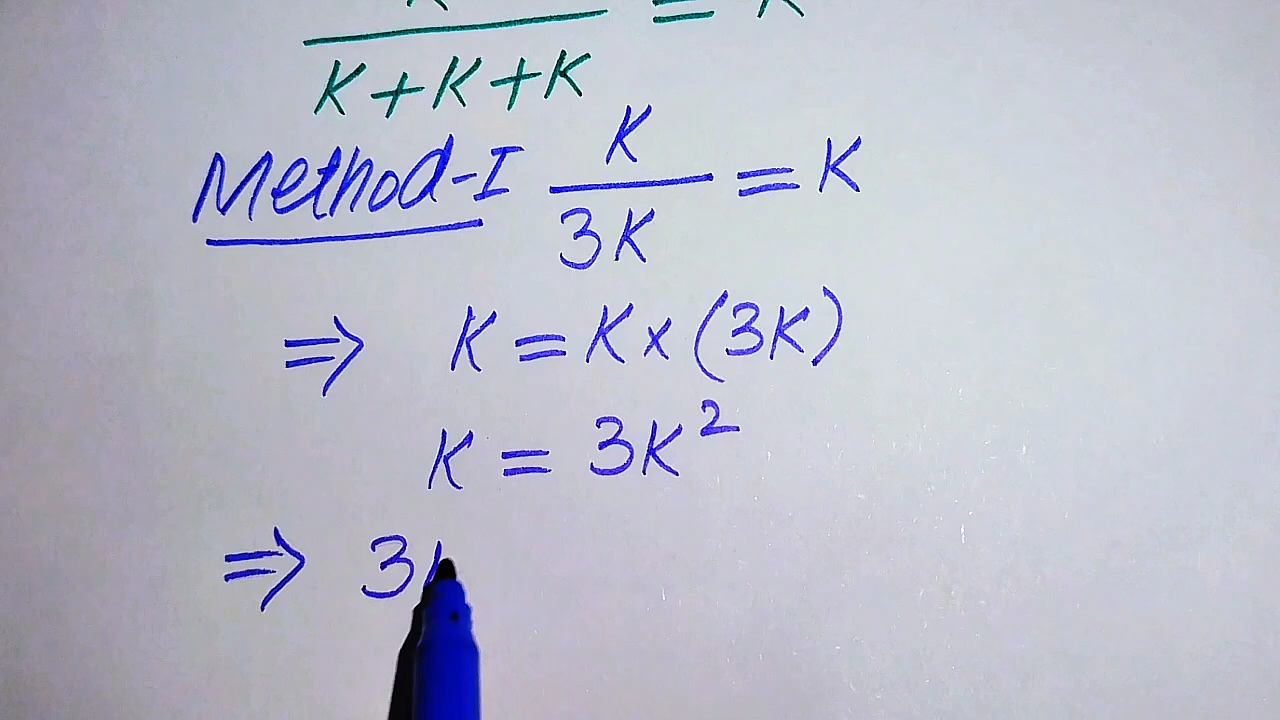 = K
K + K + K
Method-I K / 3K = K
⇒ K = K × (3K)
K = 3K²
⇒ 3